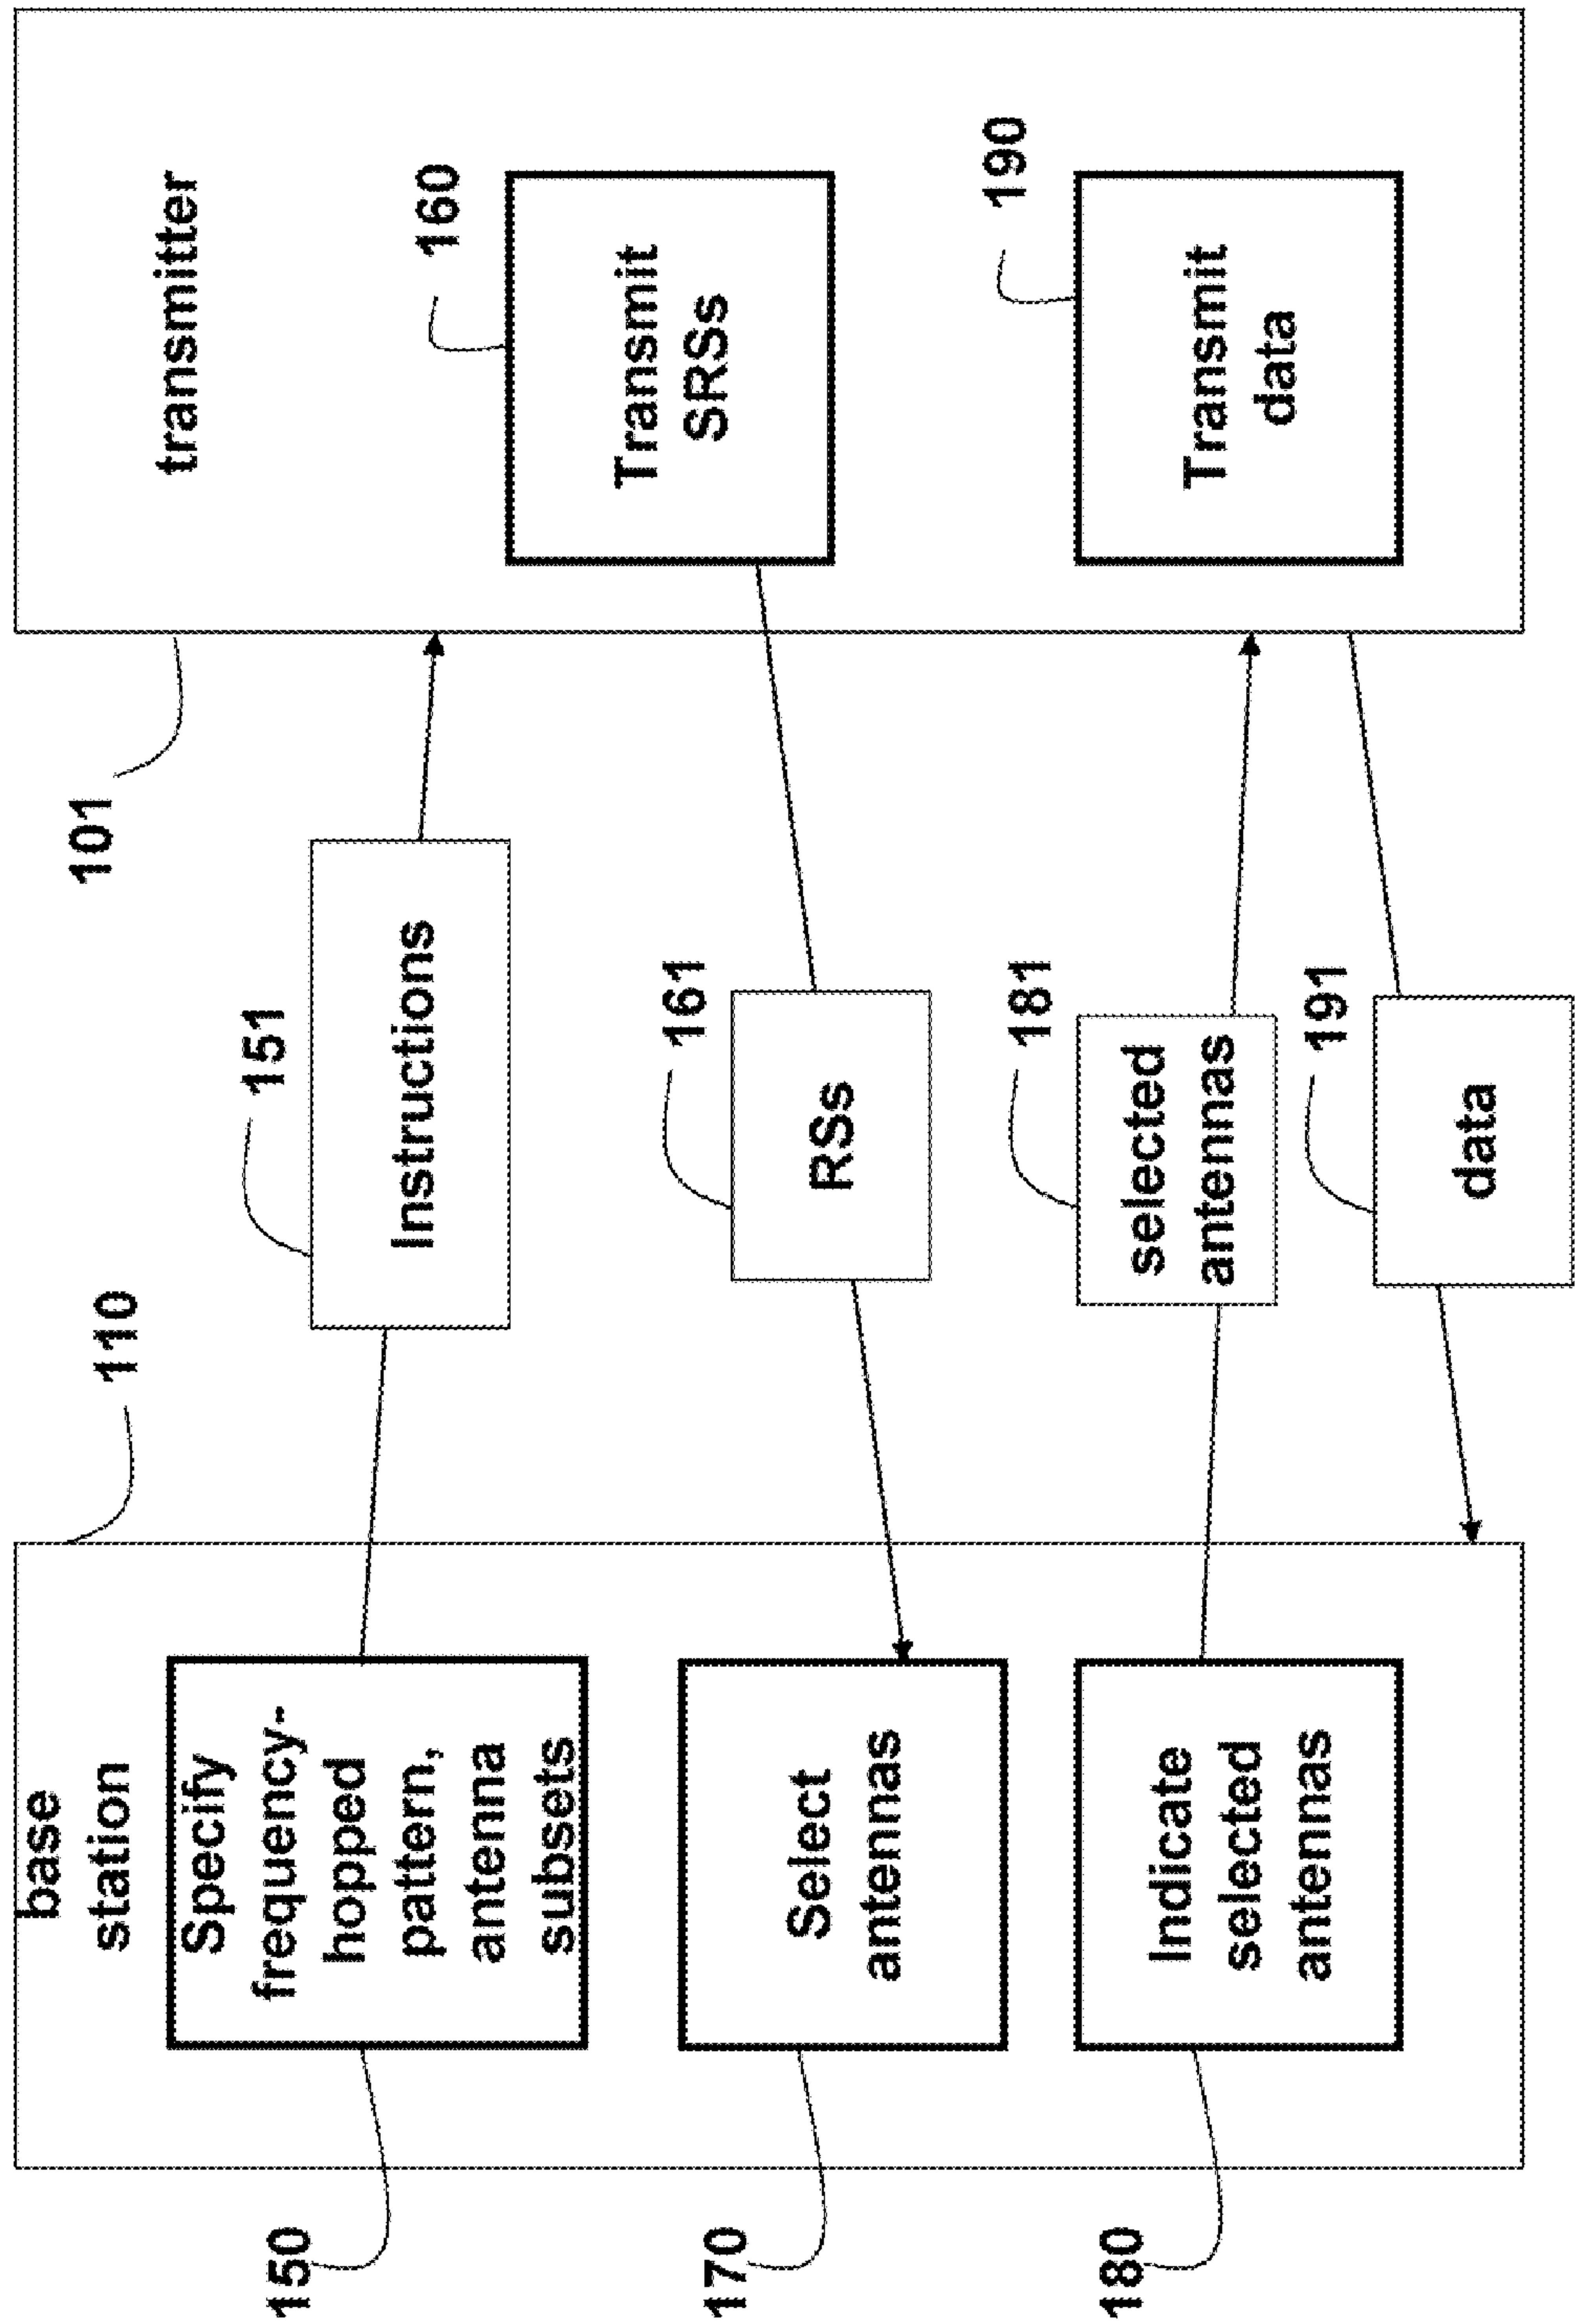 base
station
110
101
transmitter
150
Specify
frequency-
hopped
pattern,
antenna
subsets
151
Instructions
160
Transmit
SRSs
161
RSs
170
Select
antennas
180
Indicate
selected
antennas
181
selected
antennas
190
Transmit
data
191
data